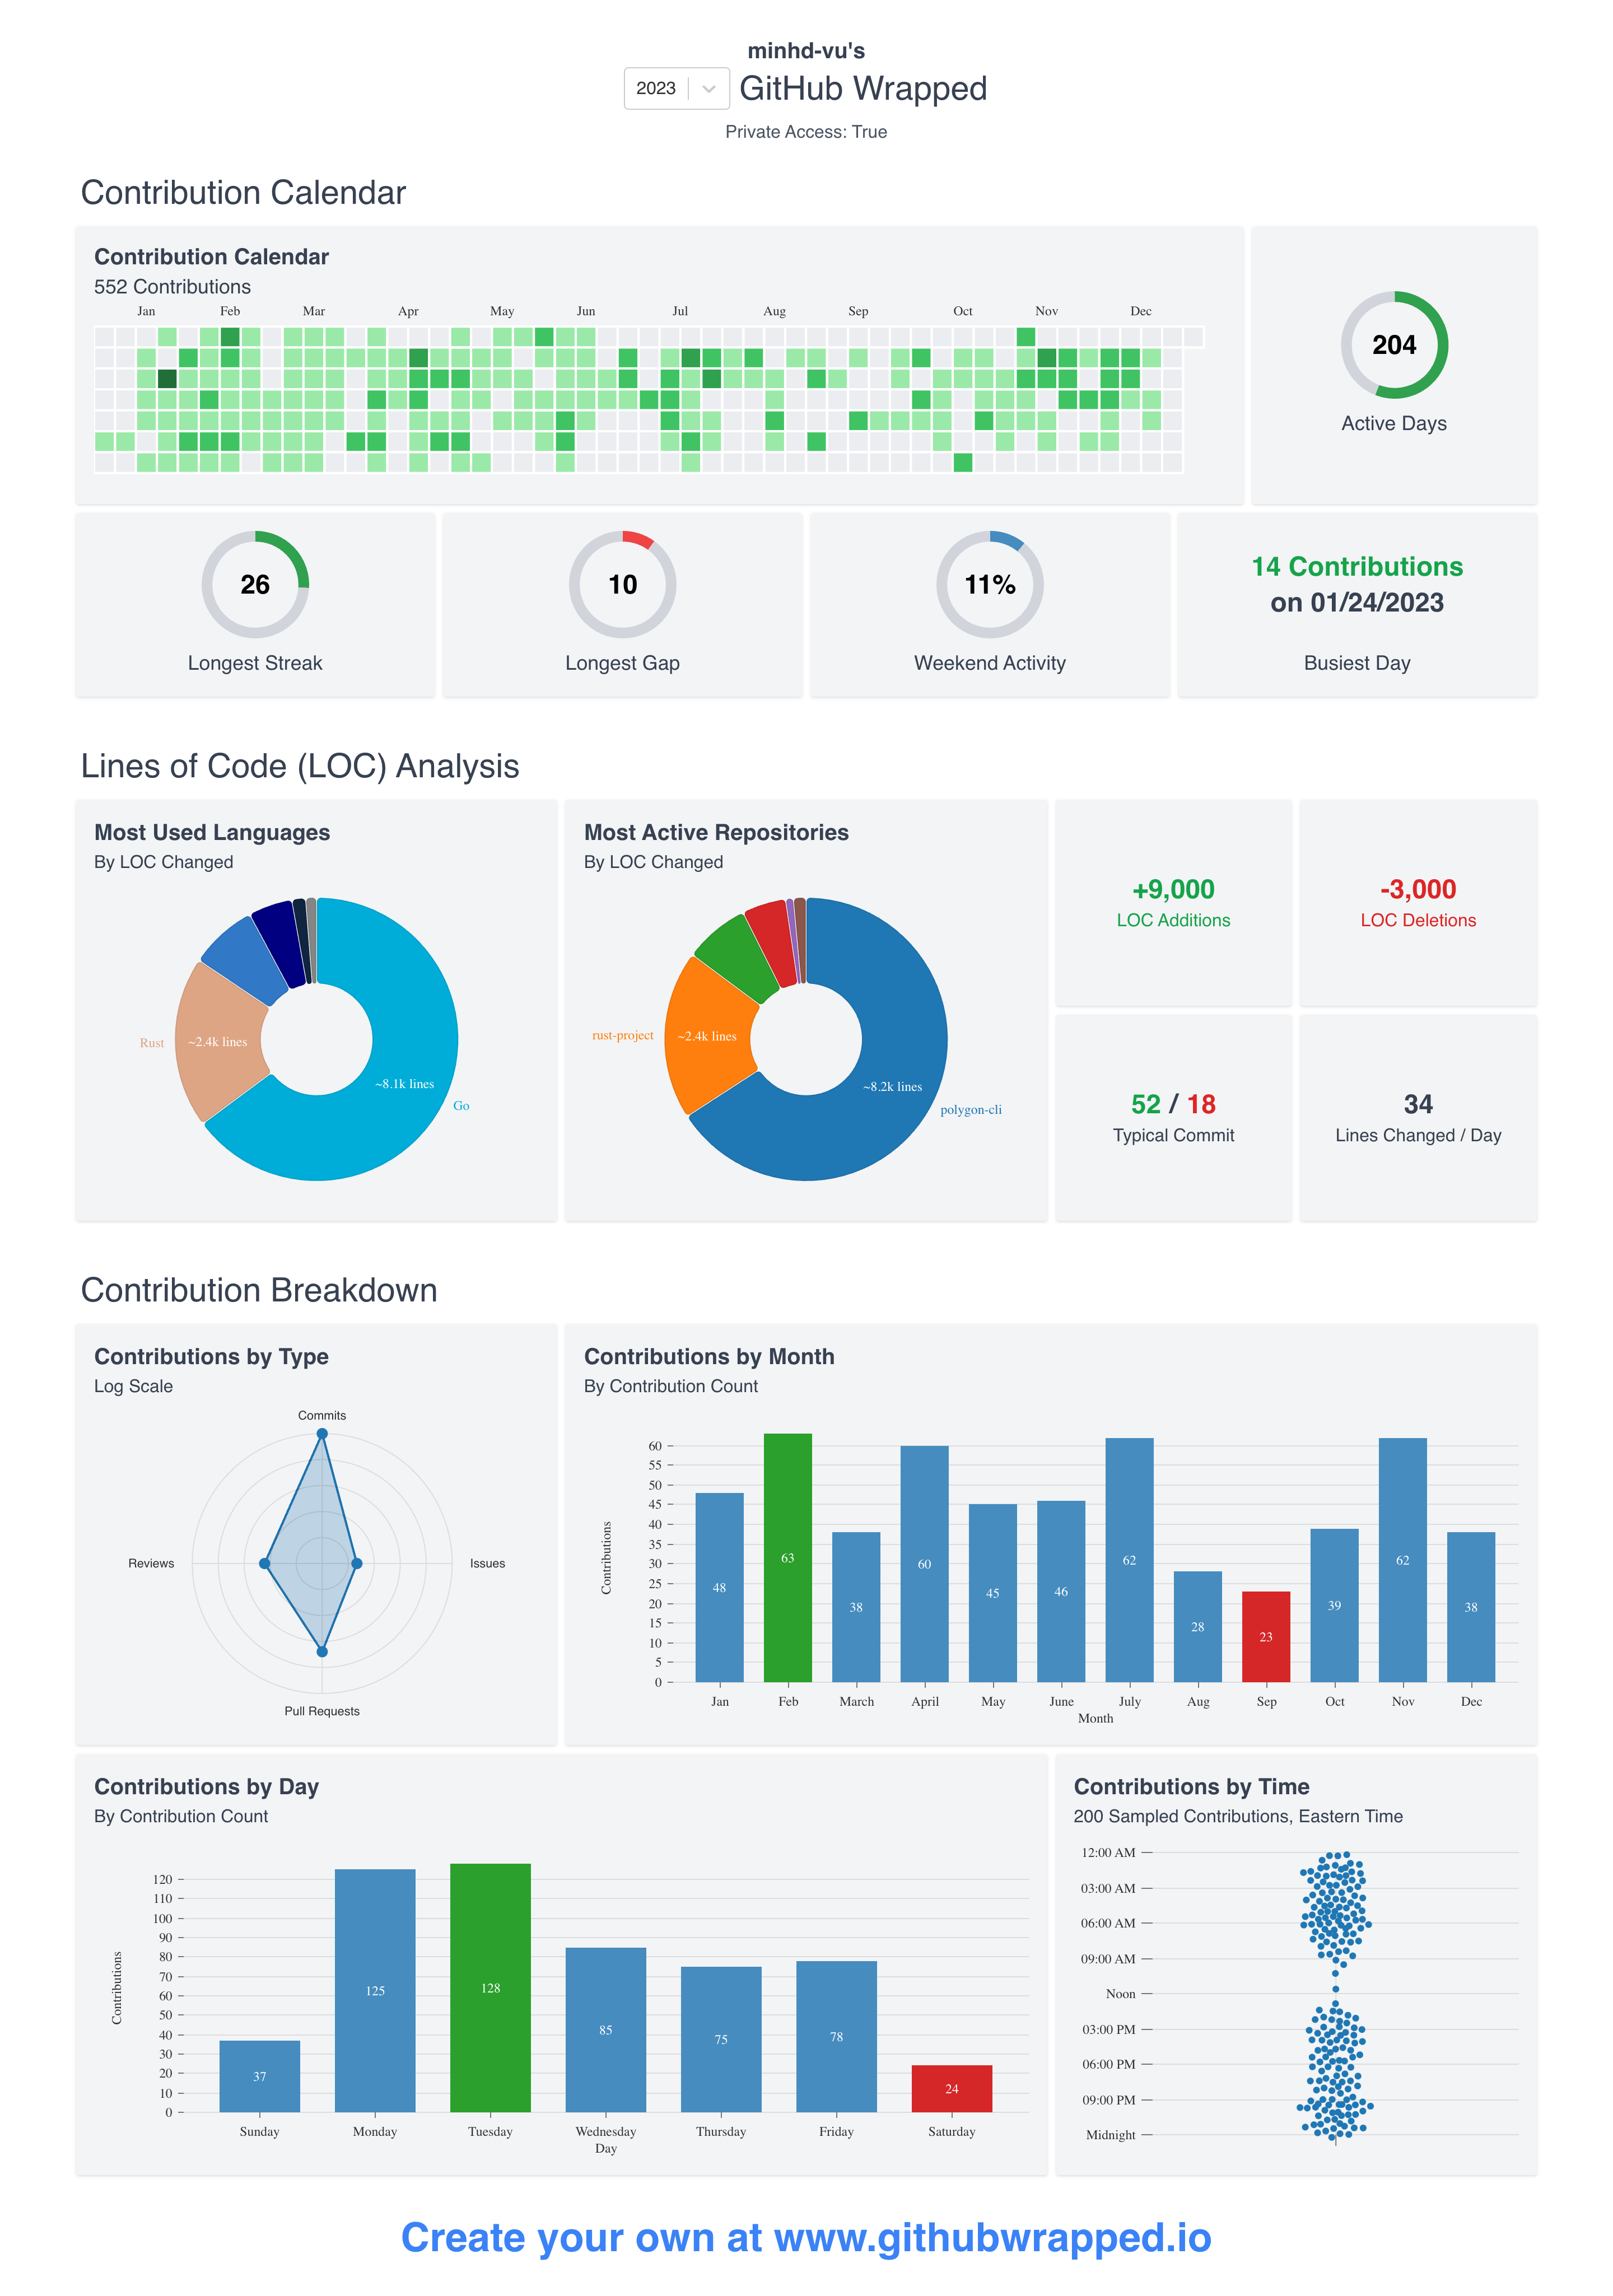 minhd-vu's
2023 GitHub Wrapped
Private Access: True
Contribution Calendar
Contribution Calendar
552 Contributions
Jan Feb Mar Apr May Jun Jul Aug Sep Oct Nov Dec
204
Active Days
26
Longest Streak
10
Longest Gap
11%
Weekend Activity
14 Contributions
on 01/24/2023
Busiest Day
Lines of Code (LOC) Analysis
Most Used Languages
By LOC Changed
Rust
~2.4k lines
~8.1k lines
Go
Most Active Repositories
By LOC Changed
rust-project
~2.4k lines
~8.2k lines
polygon-cli
+9,000
LOC Additions
-3,000
LOC Deletions
52 / 18
Typical Commit
34
Lines Changed / Day
Contribution Breakdown
Contributions by Type
Log Scale
Commits
Reviews
Issues
Pull Requests
Contributions by Month
By Contribution Count
60
55
50
45
40
35
30
25
20
15
10
5
0
Contributions
48 63 38 60 45 46 62 28 23 39 62 38
Jan Feb March April May June July Aug Sep Oct Nov Dec
Month
Contributions by Day
By Contribution Count
120
110
100
90
80
70
60
50
40
30
20
10
0
Contributions
37 125 128 85 75 78 24
Sunday Monday Tuesday Wednesday Thursday Friday Saturday
Day
Contributions by Time
200 Sampled Contributions, Eastern Time
12:00 AM
03:00 AM
06:00 AM
09:00 AM
Noon
03:00 PM
06:00 PM
09:00 PM
Midnight
Create your own at www.githubwrapped.io